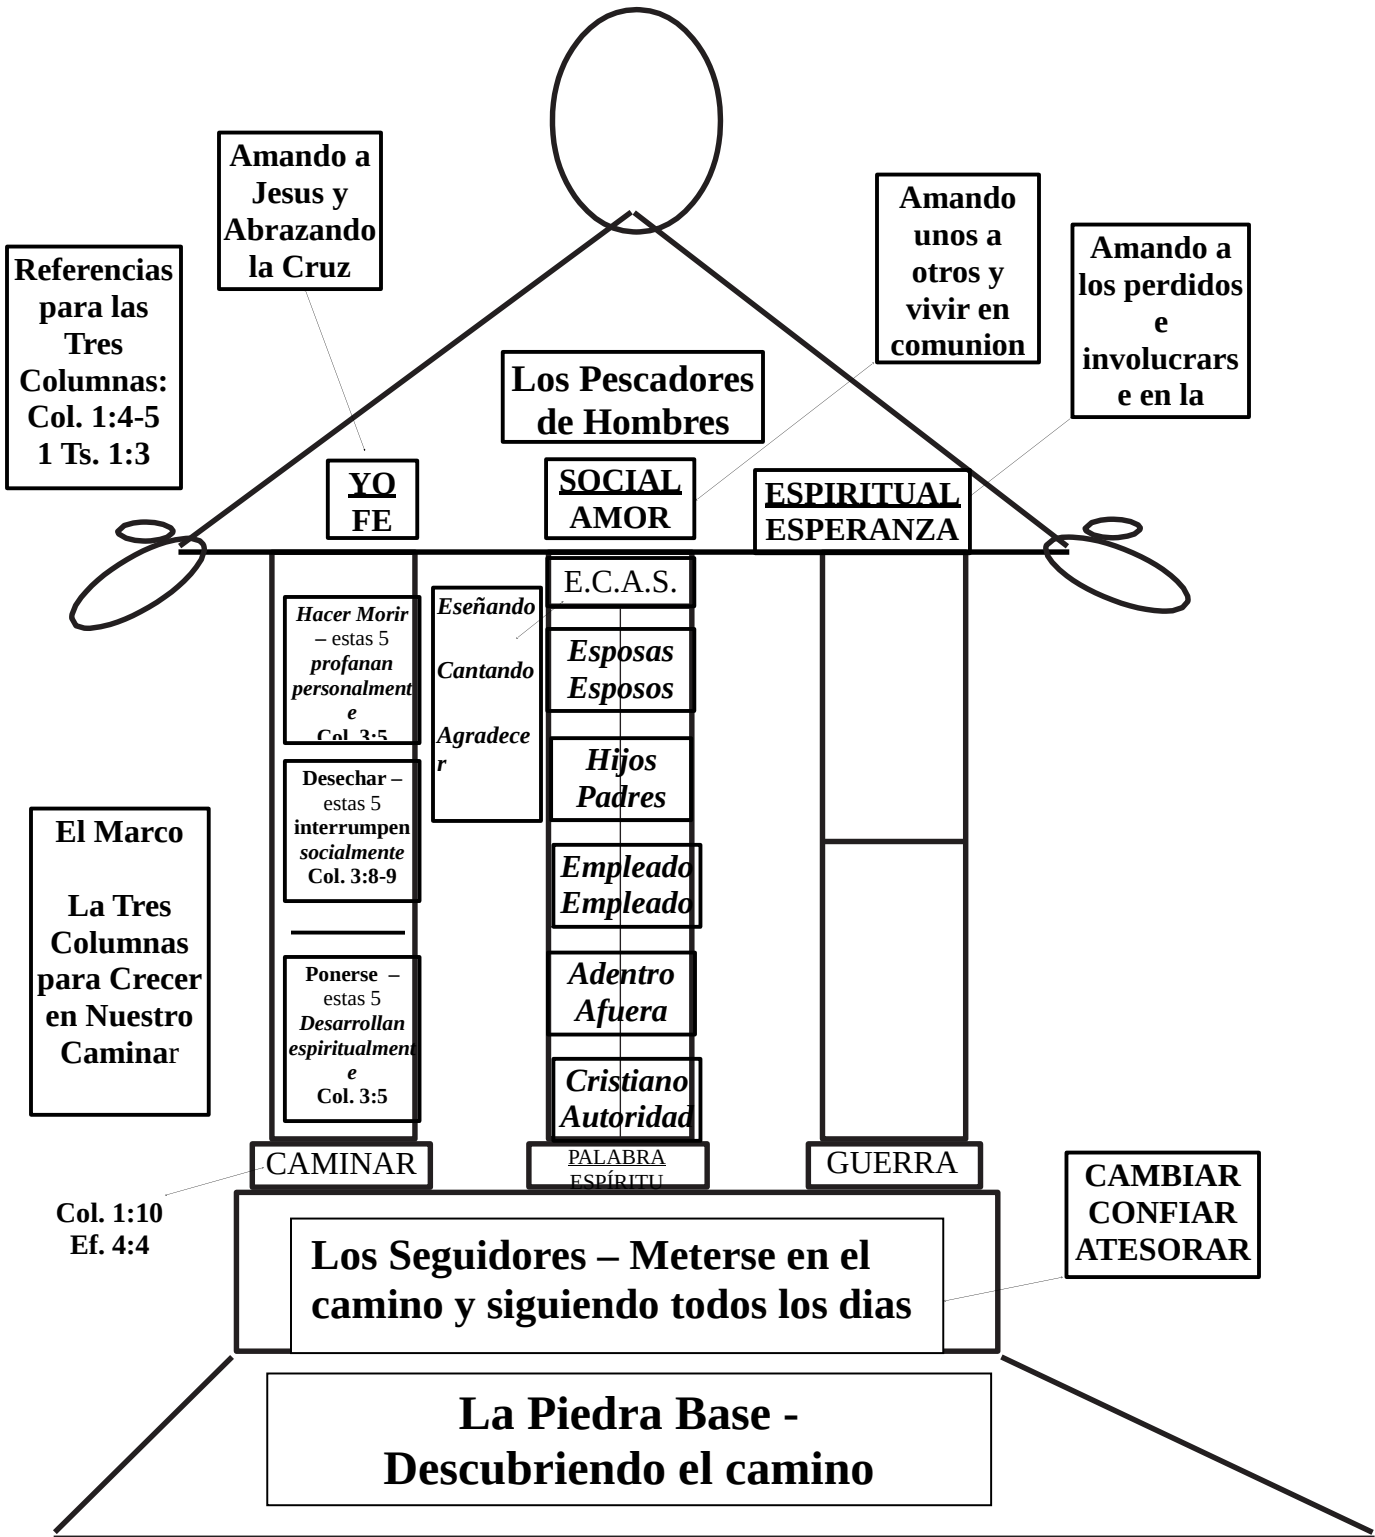 Amando a
Jesus y
Abrazando
la Cruz
Amando
unos a
otros y
vivir en
comunion
Amando a
los perdidos
e
involucrars
e en la
Referencias
para las
Tres
Columnas:
Col. 1:4-5
1 Ts. 1:3
Los Pescadores
de Hombres
YO
FE
SOCIAL
AMOR
ESPIRITUAL
ESPERANZA
Hacer Morir
– estas 5
profanan
personalment
e
Col. 3:5
Desechar –
estas 5
interrumpen
socialmente
Col. 3:8-9
Ponerse –
estas 5
Desarrollan
espiritualment
e
Col. 3:5
Eseñando
Cantando
Agradece
r
E.C.A.S.
Esposas
Esposos
Hijos
Padres
Empleado
Empleado
Adentro
Afuera
Cristiano
Autoridad
El Marco
La Tres
Columnas
para Crecer
en Nuestro
Caminar
CAMINAR
PALABRA
ESPÍRITU
GUERRA
Col. 1:10
Ef. 4:4
CAMBIAR
CONFIAR
ATESORAR
Los Seguidores – Meterse en el
camino y siguiendo todos los dias
La Piedra Base -
Descubriendo el camino